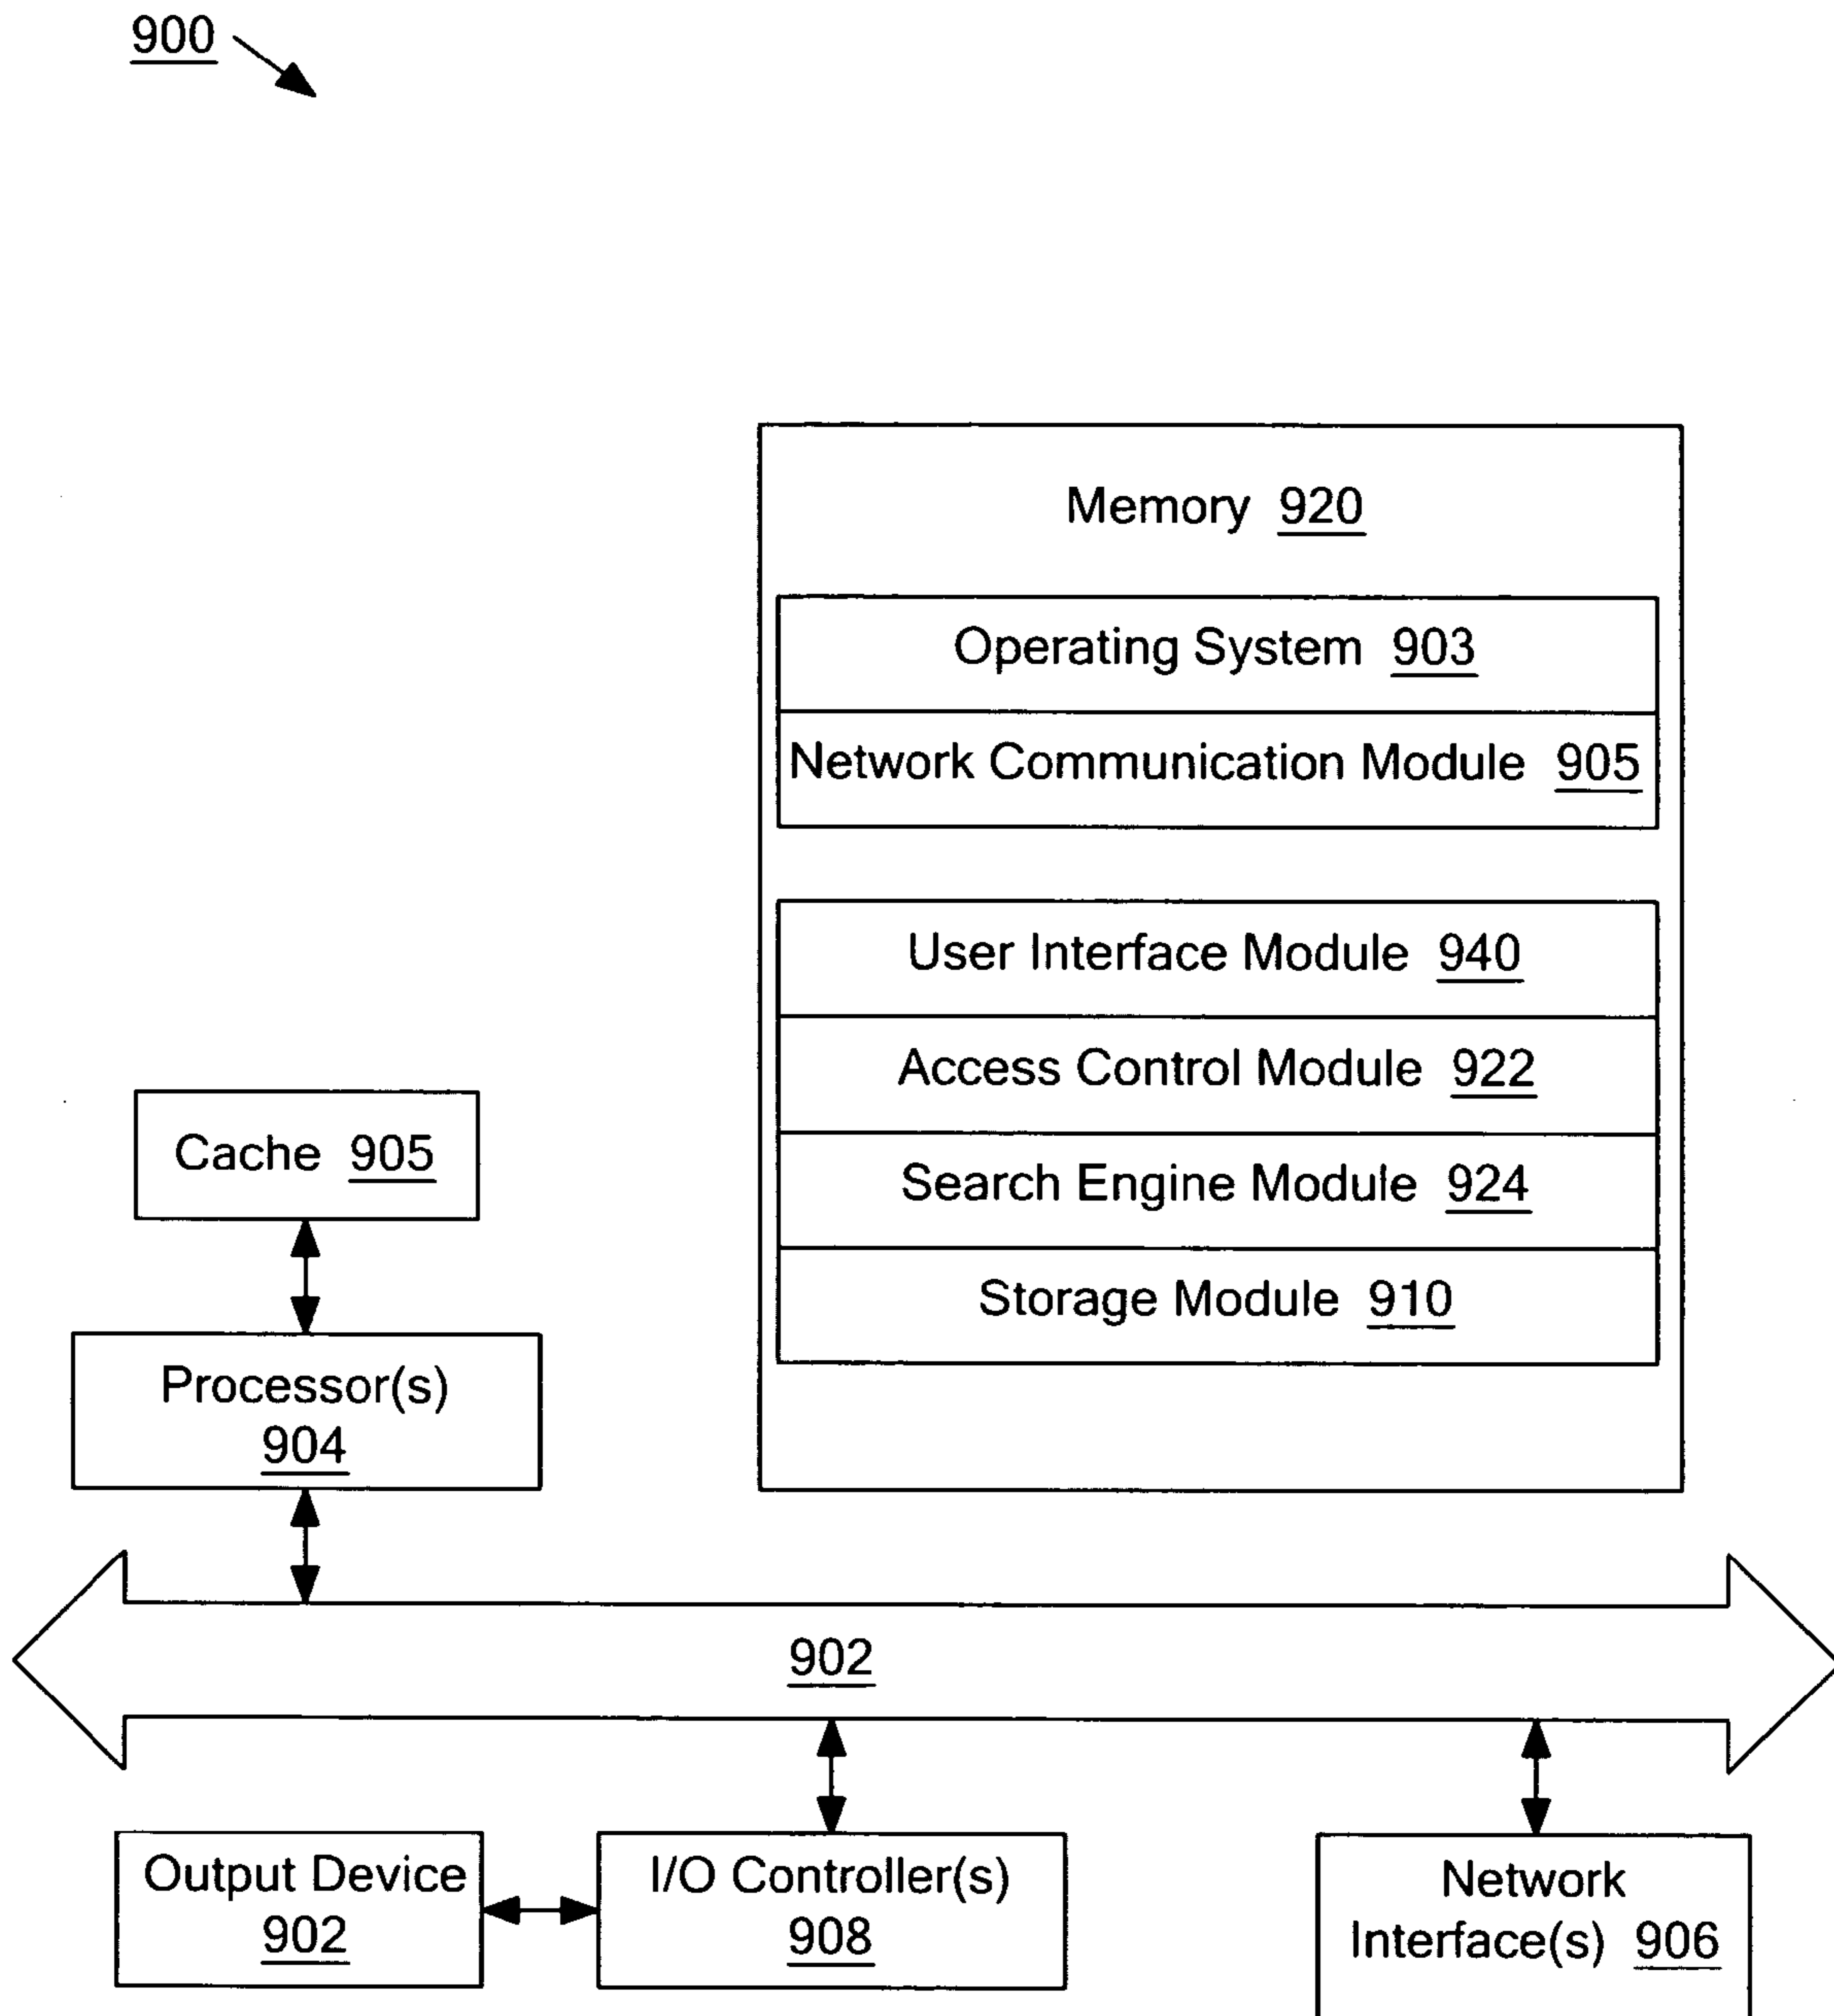 900
Memory 920
Operating System 903
Network Communication Module 905
User Interface Module 940
Access Control Module 922
Search Engine Module 924
Storage Module 910
Cache 905
Processor(s)
904
902
Output Device
902
I/O Controller(s)
908
Network
Interface(s) 906